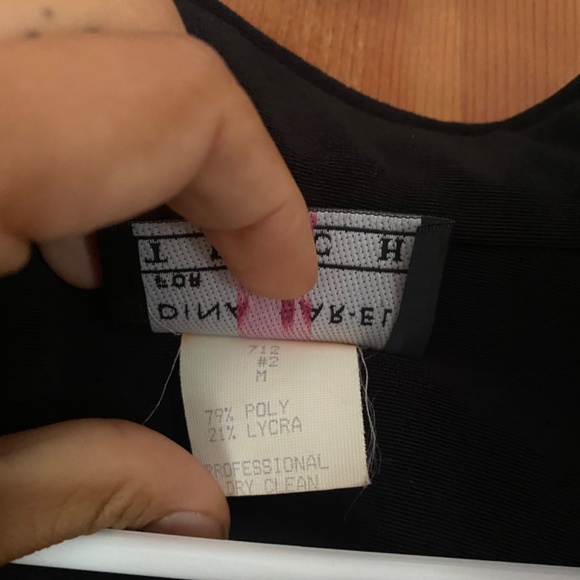 DINA BAR-EL
FOR
712
#2
M
79% POLY
21% LYCRA
PROFESSIONAL
DRY CLEAN